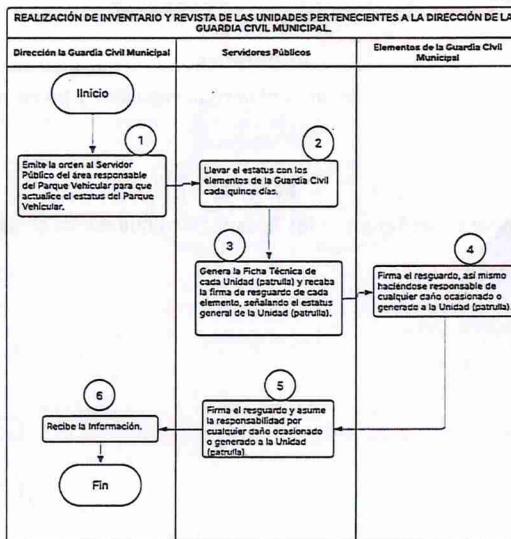 REALIZACIÓN DE INVENTARIO Y REVISTA DE LAS UNIDADES PERTENECIENTES A LA DIRECCIÓN DE LA
GUARDIA CIVIL MUNICIPAL.
Dirección la Guardia Civil Municipal
Servidores Públicos
Elementos de la Guardia Civil
Municipal
IInicio
1
Emite la orden al Servidor
Público del área responsable
del Parque Vehicular para que
actualice el estatus del Parque
Vehicular.
2
Llevar el estatus con los
elementos de la Guardia Civil
cada quince días.
3
Genera la Ficha Técnica de
cada Unidad (patrulla) y recaba
la firma de resguardo de cada
elemento, señalando el estatus
general de la Unidad (patrulla).
4
Firma el resguardo, así mismo
haciéndose responsable de
cualquier daño ocasionado o
generado a la Unidad (patrulla).
5
Firma el resguardo y asume
la responsabilidad por
cualquier daño ocasionado
o generado a la Unidad
(patrulla).
6
Recibe la Información.
Fin